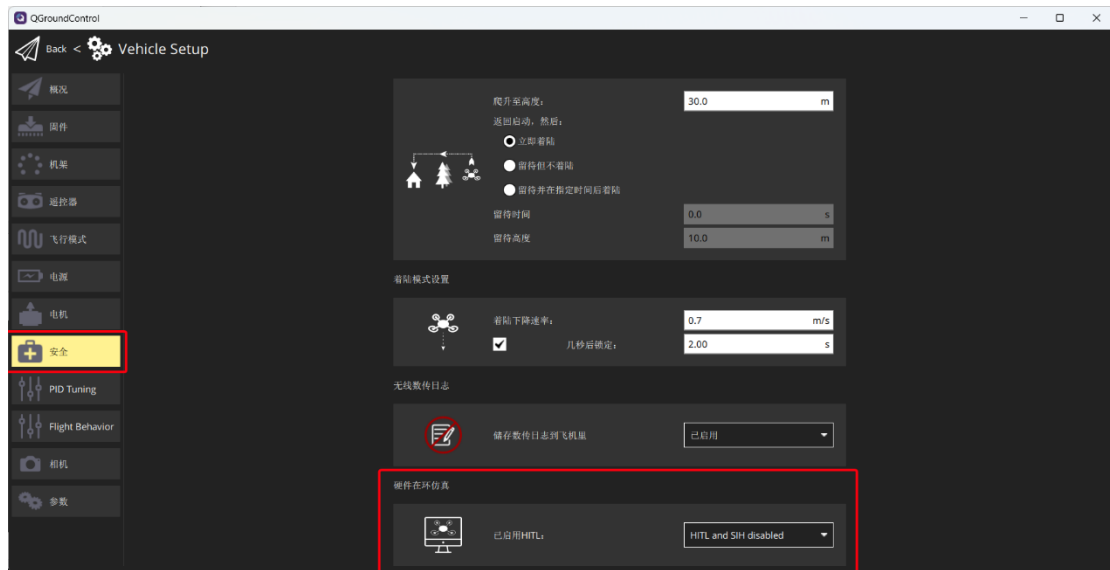 QGroundControl
Back < Vehicle Setup
概况
固件
机架
遥控器
飞行模式
电源
电机
安全
PID Tuning
Flight Behavior
相机
参数
爬升至高度：
30.0 m
返回启动，然后：
立即着陆
留待但不着陆
留待并在指定时间后着陆
留待时间
0.0 s
留待高度
10.0 m
着陆模式设置
着陆下降速率：
0.7 m/s
几秒后锁定：
2.00 s
无线数传日志
储存数传日志到飞机里
已启用
硬件在环仿真
已启用HITL：
HITL and SIH disabled